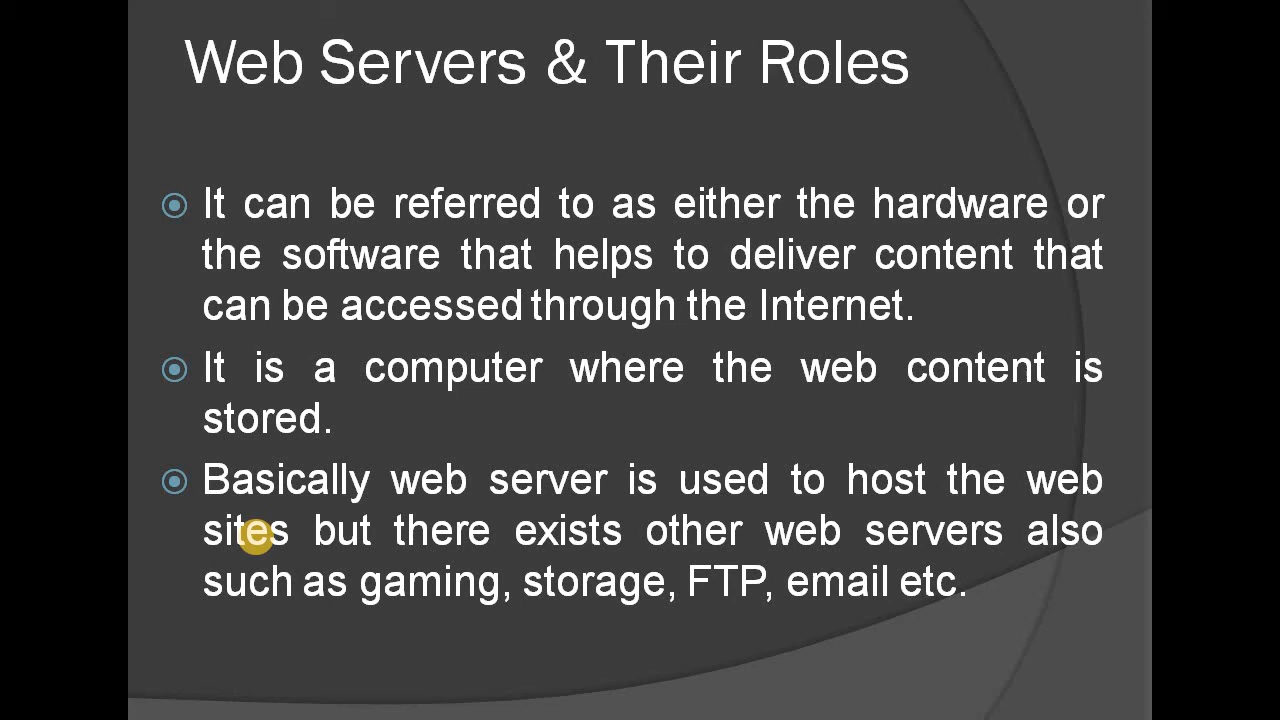 Web Servers & Their Roles
It can be referred to as either the hardware or
the software that helps to deliver content that
can be accessed through the Internet.
It is a computer where the web content is
stored.
Basically web server is used to host the web
sites but there exists other web servers also
such as gaming, storage, FTP, email etc.